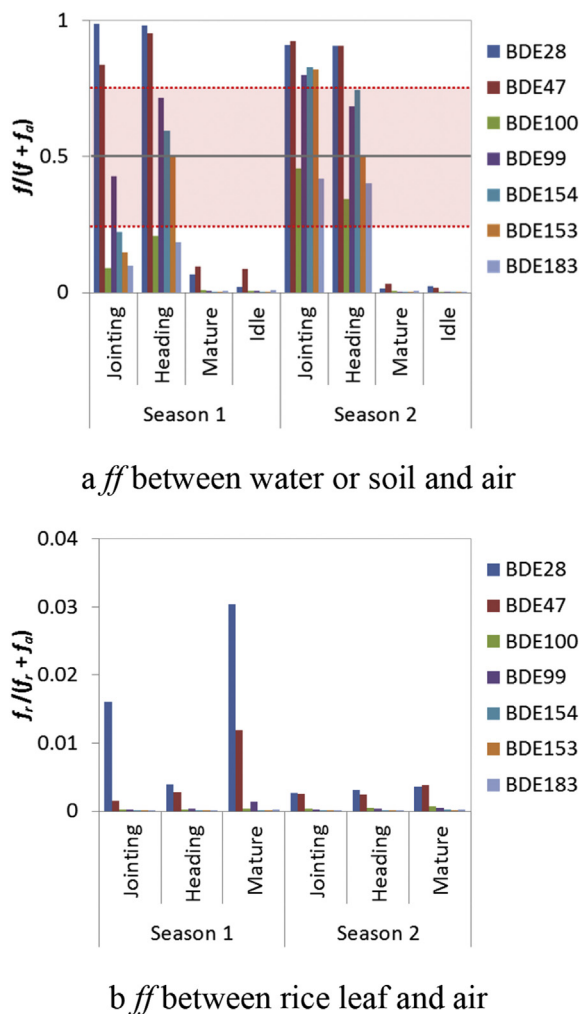 1
0.5
0
f/(f + fa)
BDE28
BDE47
BDE100
BDE99
BDE154
BDE153
BDE183
Jointing
Heading
Mature
Idle
Jointing
Heading
Mature
Idle
Season 1
Season 2
a ff between water or soil and air
0.04
0.03
0.02
0.01
0
fr/(fr + fa)
BDE28
BDE47
BDE100
BDE99
BDE154
BDE153
BDE183
Jointing
Heading
Mature
Jointing
Heading
Mature
Season 1
Season 2
b ff between rice leaf and air